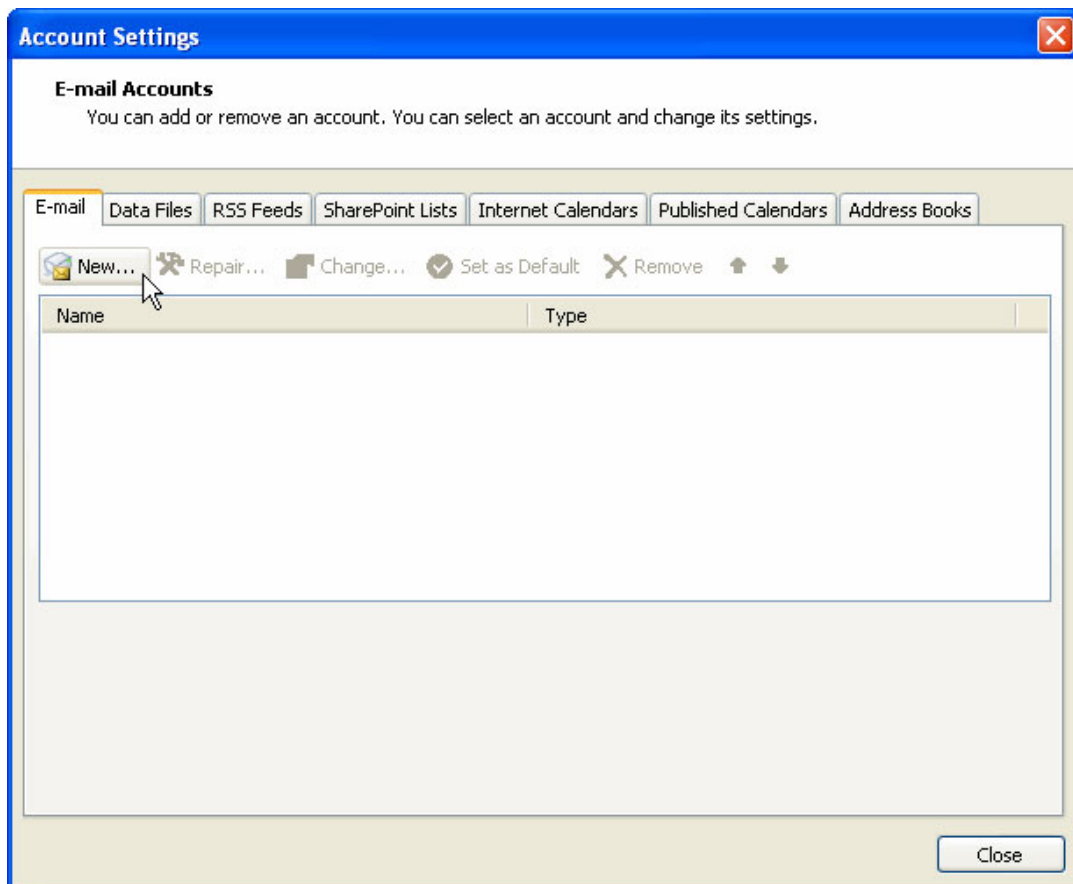 Account Settings
E-mail Accounts
You can add or remove an account. You can select an account and change its settings.
E-mail Data Files RSS Feeds SharePoint Lists Internet Calendars Published Calendars Address Books
New... Repair... Change... Set as Default Remove
Name Type
Close